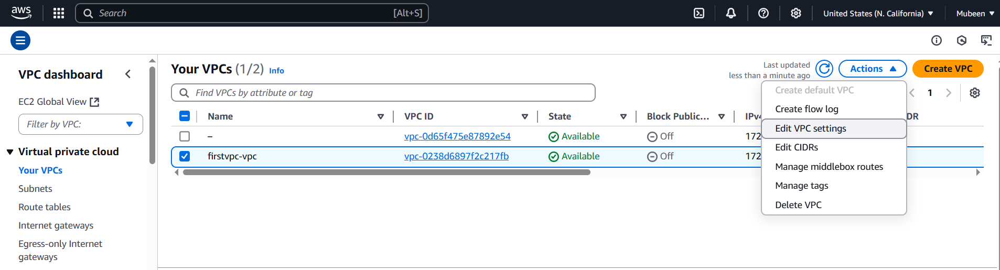 aws
Search [Alt+S]
United States (N. California)
Mubeen
VPC dashboard
EC2 Global View
Filter by VPC:
Virtual private cloud
Your VPCs
Subnets
Route tables
Internet gateways
Egress-only Internet
gateways
Your VPCs (1/2) Info
Last updated
less than a minute ago
Actions
Create VPC
Find VPCs by attribute or tag
1
Name VPC ID State Block Public... IPv4 DR
– vpc-0d65f475e87892e54 Available Off 172
firstvpc-vpc vpc-0238d6897f2c217fb Available Off 172
Create default VPC
Create flow log
Edit VPC settings
Edit CIDRs
Manage middlebox routes
Manage tags
Delete VPC